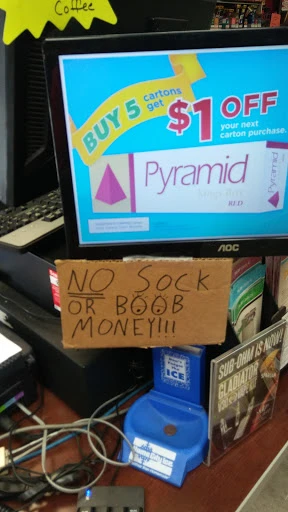 Coffee
BUY 5 cartons get $1 OFF
your next
carton purchase.
Pyramid
Pyramid
RED
AOC
NO SOCK
OR BOOB
MONEY!!!
ICE
SUB-OHM IS NOW!
GLADIATOR